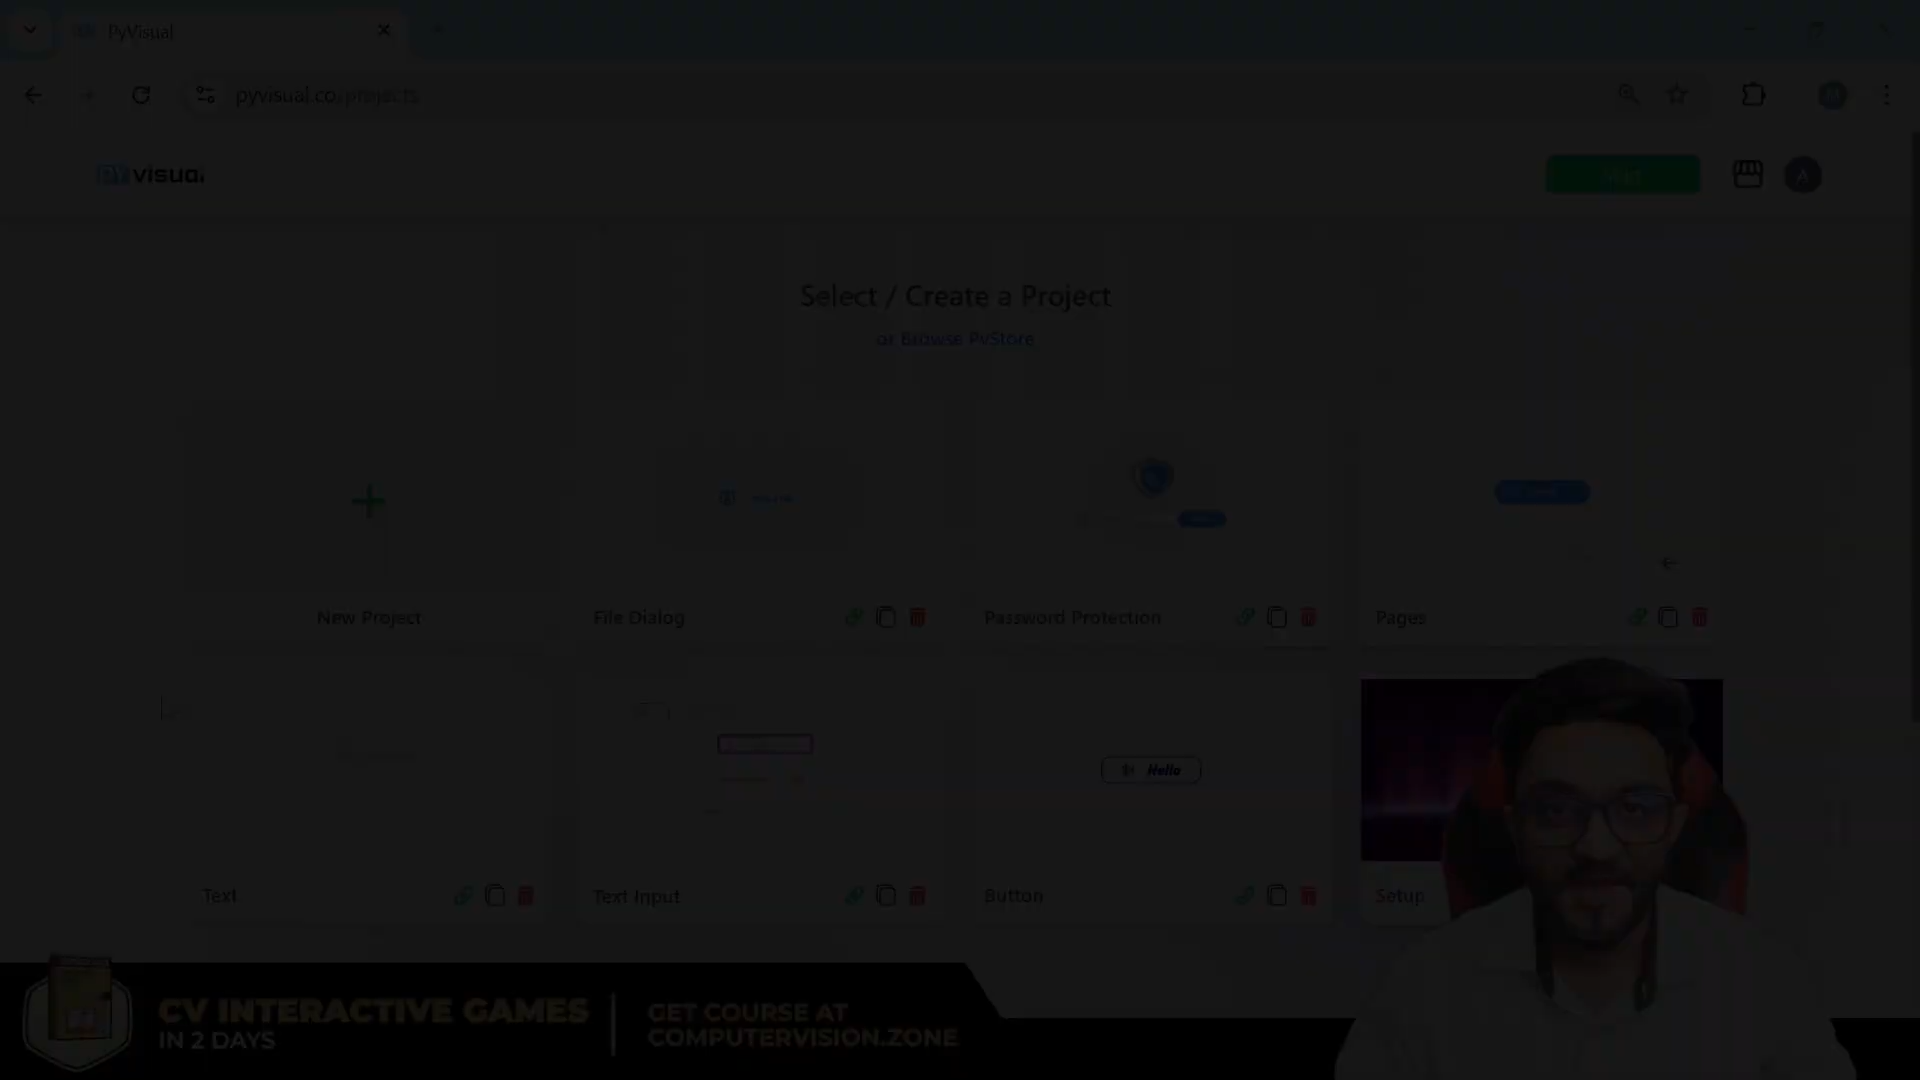 PyVisual
pyvisual.co/projects
pyvisual
A
Select / Create a Project
or Browse PyStore
New Project
File Dialog
Password Protection
Pages
Hello
Text
Text Input
Button
Setup
CV INTERACTIVE GAMES
IN 2 DAYS
GET COURSE AT
COMPUTERVISION.ZONE